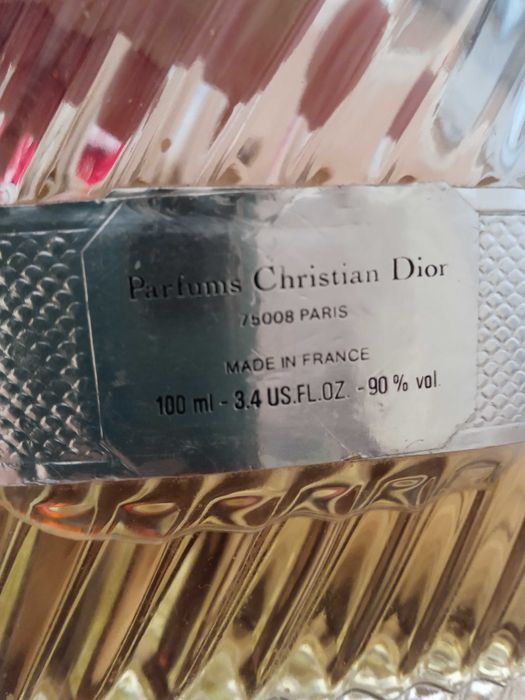 Parfums Christian Dior
75008 PARIS
MADE IN FRANCE
100 ml - 3.4 US.FL.OZ. - 90 % vol.